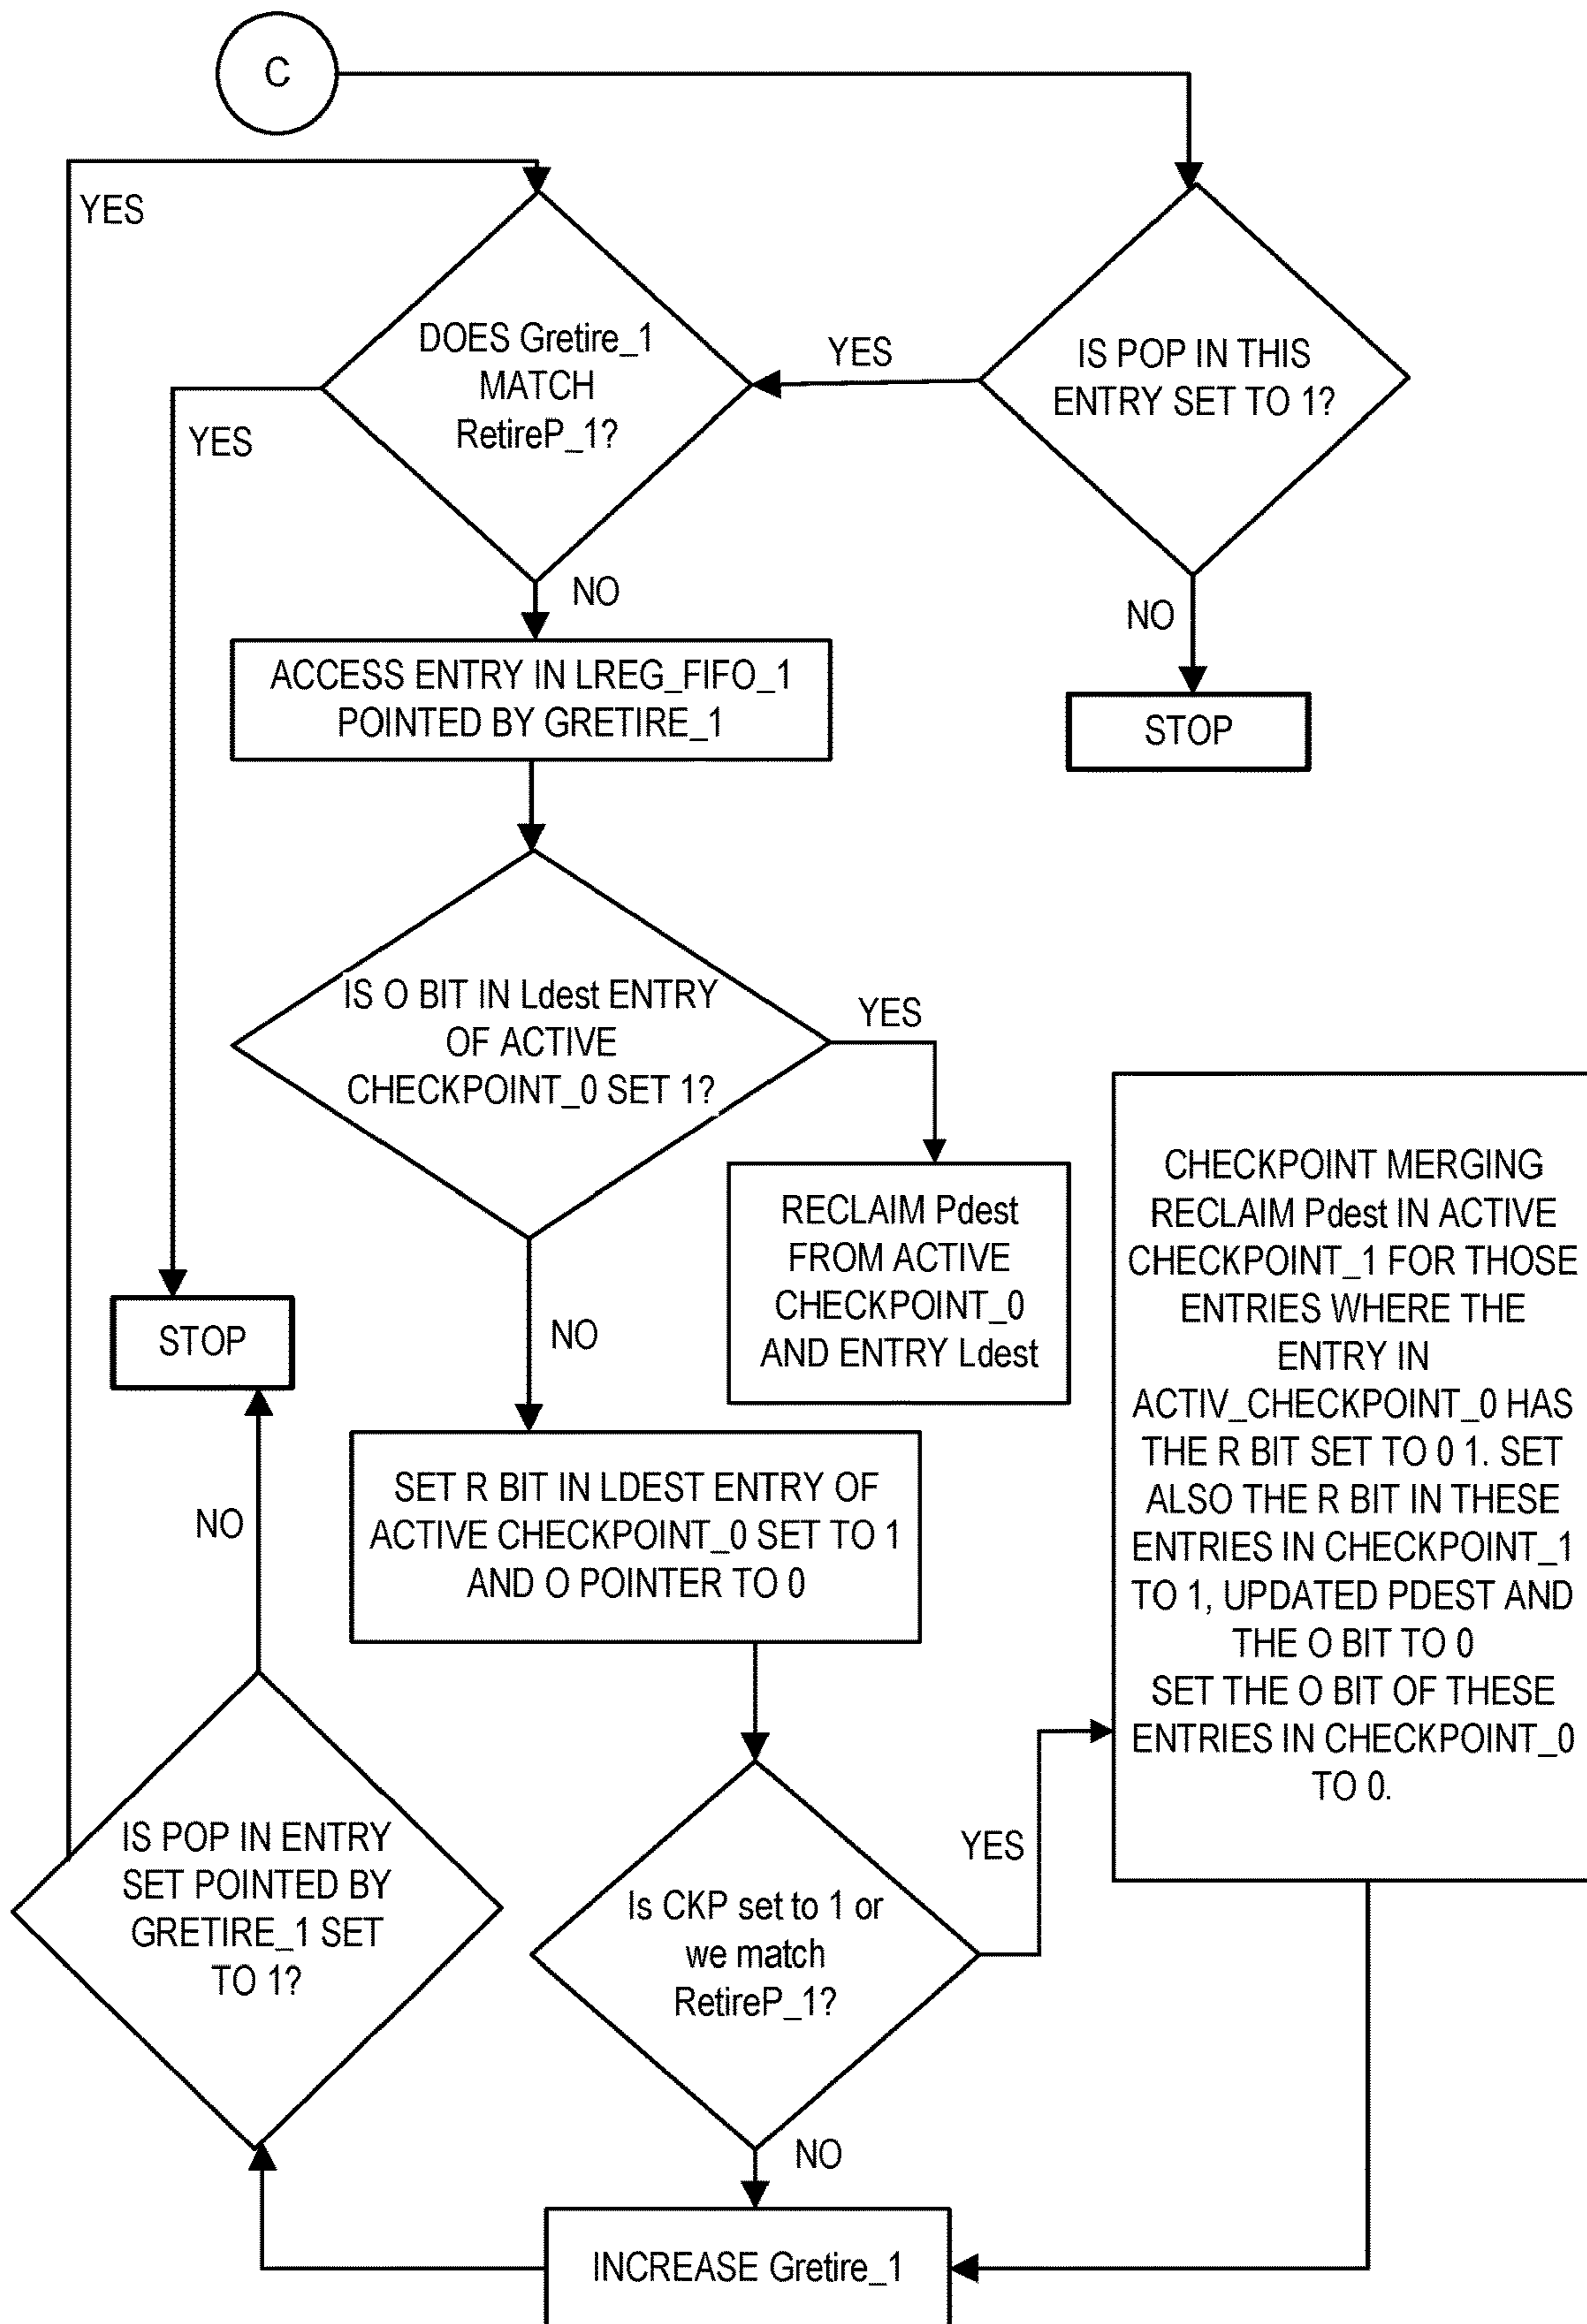 C
YES
DOES Gretire_1
MATCH
RetireP_1?
YES
IS POP IN THIS
ENTRY SET TO 1?
YES
NO
NO
ACCESS ENTRY IN LREG_FIFO_1
POINTED BY GRETIRE_1
STOP
IS O BIT IN Ldest ENTRY
OF ACTIVE
CHECKPOINT_0 SET 1?
YES
RECLAIM Pdest
FROM ACTIVE
CHECKPOINT_0
AND ENTRY Ldest
CHECKPOINT MERGING
RECLAIM Pdest IN ACTIVE
CHECKPOINT_1 FOR THOSE
ENTRIES WHERE THE
ENTRY IN
ACTIV_CHECKPOINT_0 HAS
THE R BIT SET TO 0 1. SET
ALSO THE R BIT IN THESE
ENTRIES IN CHECKPOINT_1
TO 1, UPDATED PDEST AND
THE O BIT TO 0
SET THE O BIT OF THESE
ENTRIES IN CHECKPOINT_0
TO 0.
STOP
NO
SET R BIT IN LDEST ENTRY OF
ACTIVE CHECKPOINT_0 SET TO 1
AND O POINTER TO 0
NO
IS POP IN ENTRY
SET POINTED BY
GRETIRE_1 SET
TO 1?
Is CKP set to 1 or
we match
RetireP_1?
YES
NO
INCREASE Gretire_1